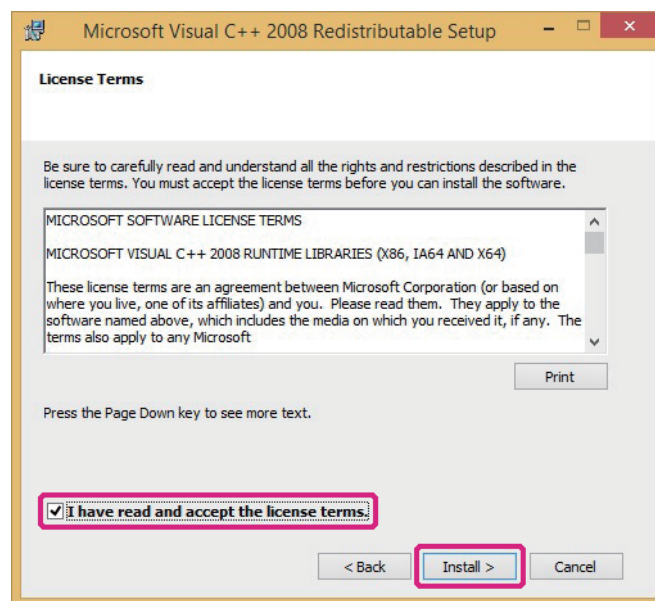 Microsoft Visual C++ 2008 Redistributable Setup
License Terms
Be sure to carefully read and understand all the rights and restrictions described in the
license terms. You must accept the license terms before you can install the software.
MICROSOFT SOFTWARE LICENSE TERMS
MICROSOFT VISUAL C++ 2008 RUNTIME LIBRARIES (X86, IA64 AND X64)
These license terms are an agreement between Microsoft Corporation (or based on
where you live, one of its affiliates) and you.  Please read them.  They apply to the
software named above, which includes the media on which you received it, if any.  The
terms also apply to any Microsoft
Print
Press the Page Down key to see more text.
I have read and accept the license terms.
< Back Install > Cancel